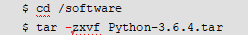 $ cd /software
$ tar -zxvf Python-3.6.4.tar